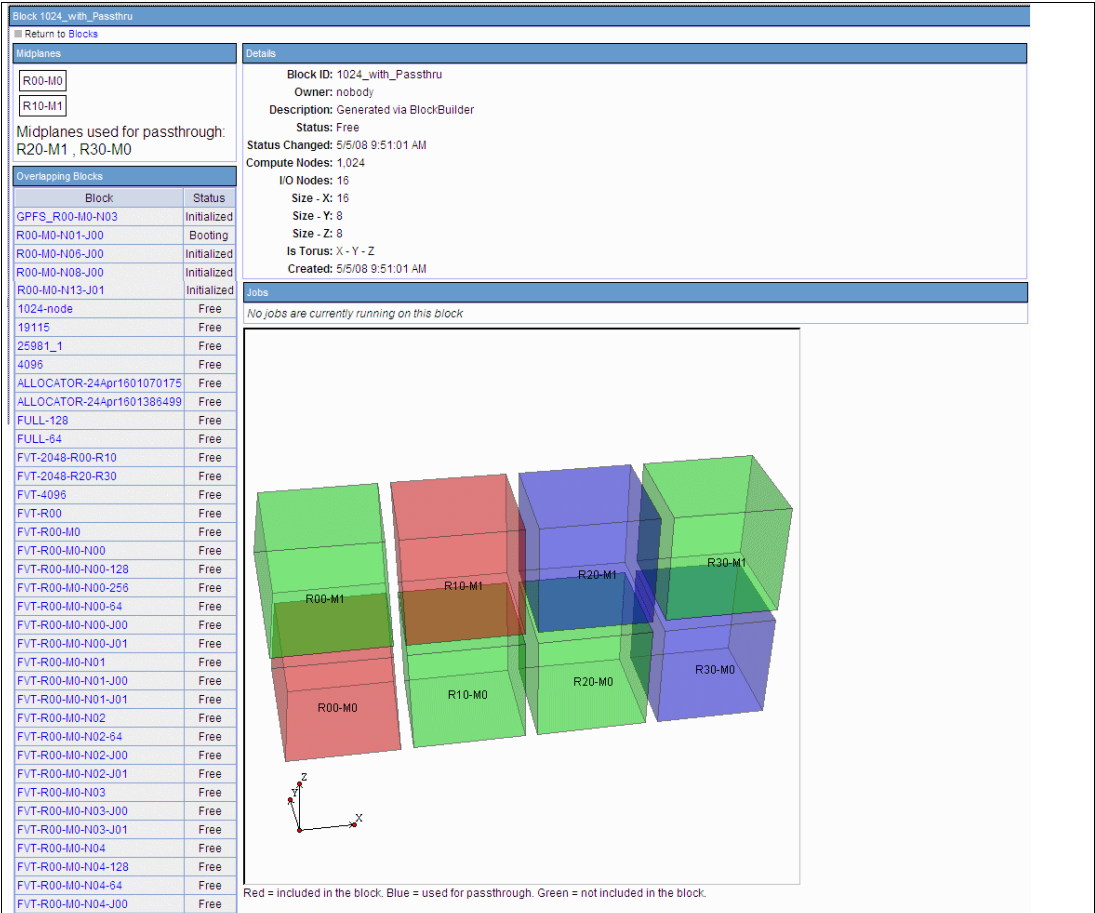 Block 1024_with_Passthru
Return to Blocks
Midplanes
R00-M0
R10-M1
Midplanes used for passthrough:
R20-M1 , R30-M0
Overlapping Blocks
Block Status
GPFS_R00-M0-N03 Initialized
R00-M0-N01-J00 Booting
R00-M0-N06-J00 Initialized
R00-M0-N08-J00 Initialized
R00-M0-N13-J01 Initialized
1024-node Free
19115 Free
25981_1 Free
4096 Free
ALLOCATOR-24Apr1601070175 Free
ALLOCATOR-24Apr1601386499 Free
FULL-128 Free
FULL-64 Free
FVT-2048-R00-R10 Free
FVT-2048-R20-R30 Free
FVT-4096 Free
FVT-R00 Free
FVT-R00-M0 Free
FVT-R00-M0-N00 Free
FVT-R00-M0-N00-128 Free
FVT-R00-M0-N00-256 Free
FVT-R00-M0-N00-64 Free
FVT-R00-M0-N00-J00 Free
FVT-R00-M0-N00-J01 Free
FVT-R00-M0-N01 Free
FVT-R00-M0-N01-J00 Free
FVT-R00-M0-N01-J01 Free
FVT-R00-M0-N02 Free
FVT-R00-M0-N02-64 Free
FVT-R00-M0-N02-J00 Free
FVT-R00-M0-N02-J01 Free
FVT-R00-M0-N03 Free
FVT-R00-M0-N03-J00 Free
FVT-R00-M0-N03-J01 Free
FVT-R00-M0-N04 Free
FVT-R00-M0-N04-128 Free
FVT-R00-M0-N04-64 Free
FVT-R00-M0-N04-J00 Free
Details
Block ID: 1024_with_Passthru
Owner: nobody
Description: Generated via BlockBuilder
Status: Free
Status Changed: 5/5/08 9:51:01 AM
Compute Nodes: 1,024
I/O Nodes: 16
Size - X: 16
Size - Y: 8
Size - Z: 8
Is Torus: X - Y - Z
Created: 5/5/08 9:51:01 AM
Jobs
No jobs are currently running on this block
R00-M1
R10-M1
R20-M1
R30-M1
R00-M0
R10-M0
R20-M0
R30-M0
Z
Y
X
Red = included in the block. Blue = used for passthrough. Green = not included in the block.